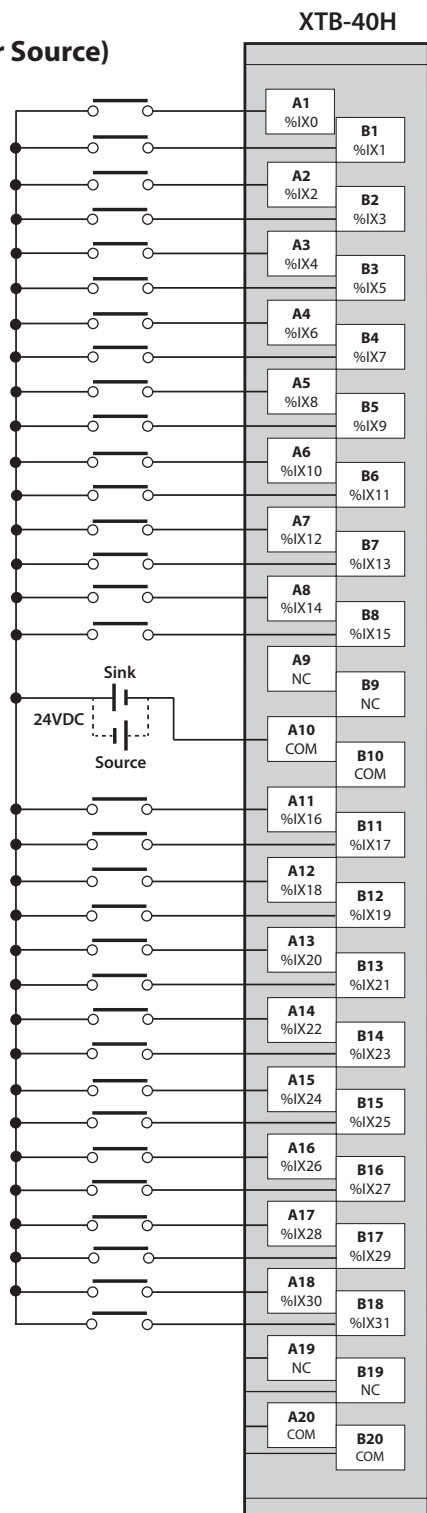 XTB-40H
r Source)
A1
%IX0
B1
%IX1
A2
%IX2
B2
%IX3
A3
%IX4
B3
%IX5
A4
%IX6
B4
%IX7
A5
%IX8
B5
%IX9
A6
%IX10
B6
%IX11
A7
%IX12
B7
%IX13
A8
%IX14
B8
%IX15
A9
NC
B9
NC
Sink
24VDC
Source
A10
COM
B10
COM
A11
%IX16
B11
%IX17
A12
%IX18
B12
%IX19
A13
%IX20
B13
%IX21
A14
%IX22
B14
%IX23
A15
%IX24
B15
%IX25
A16
%IX26
B16
%IX27
A17
%IX28
B17
%IX29
A18
%IX30
B18
%IX31
A19
NC
B19
NC
A20
COM
B20
COM